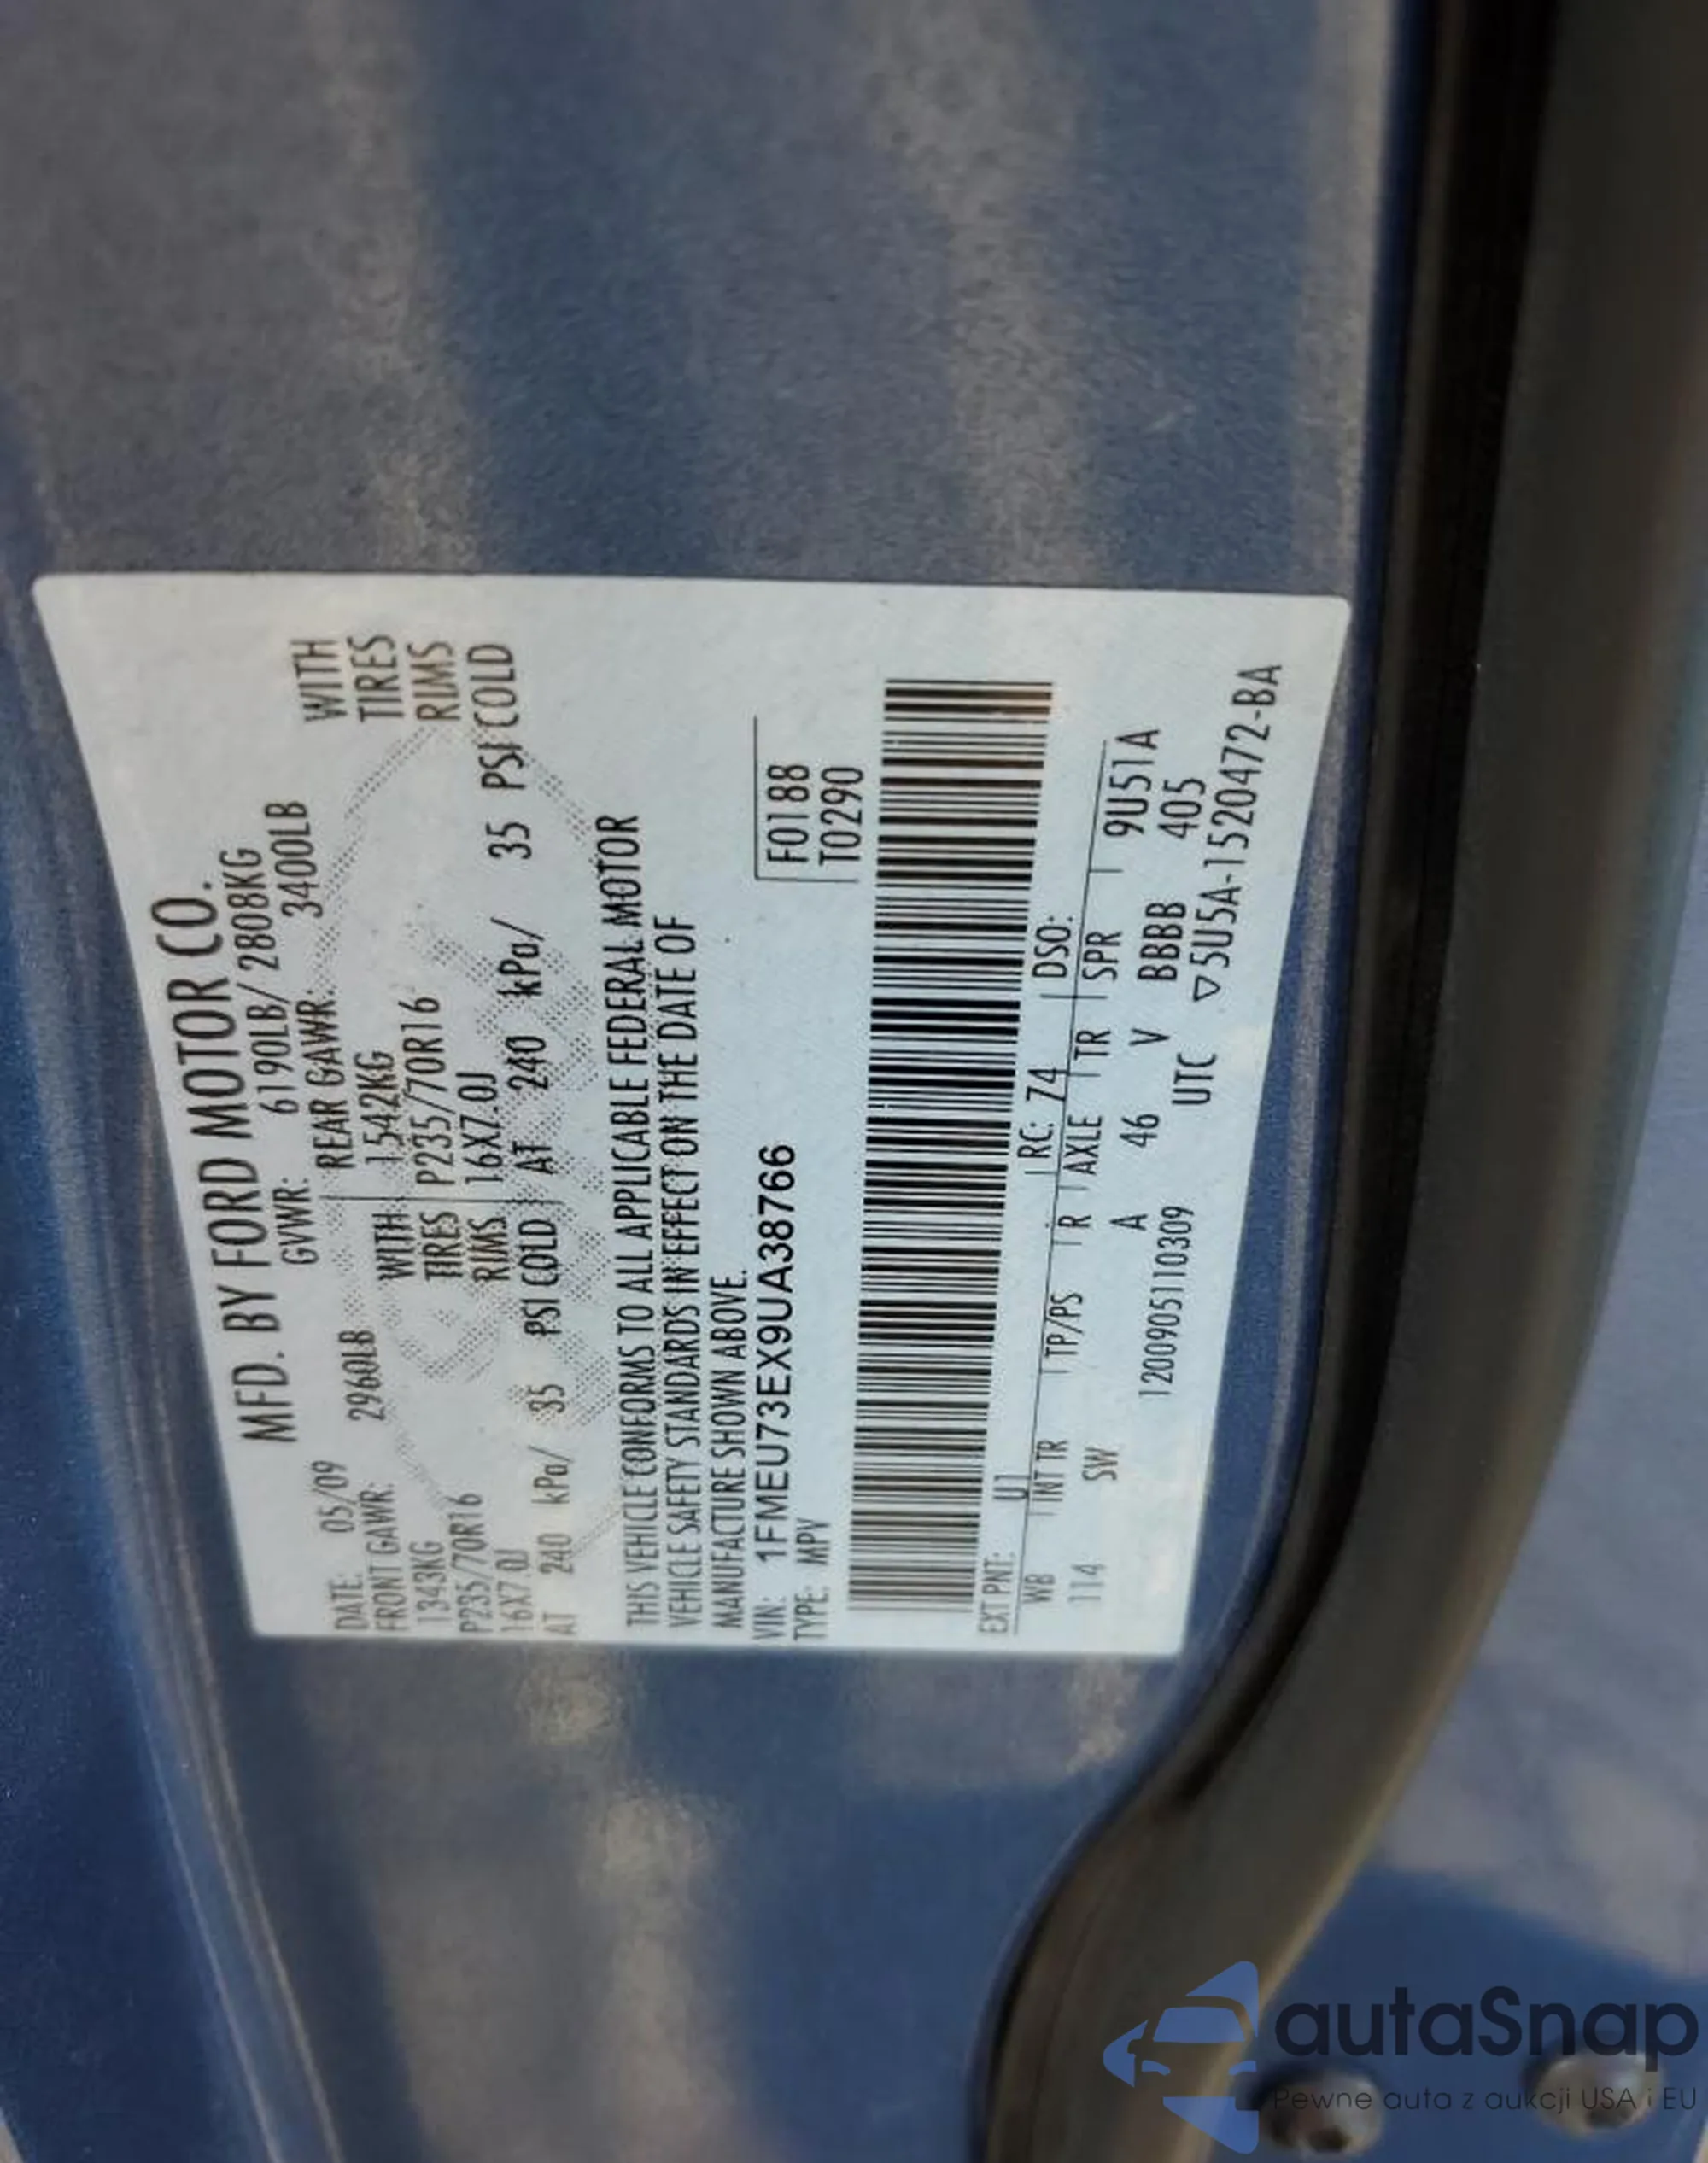 MFD. BY FORD MOTOR CO.
DATE: 05/09 GVWR: 6190LB/ 2808KG
FRONT GAWR: 2960LB REAR GAWR: 3400LB
1343KG WITH 1542KG WITH
P235/70R16 TIRES P235/70R16 TIRES
16X7.0J RIMS 16X7.0J RIMS
AT 240 kPa/ 35 PSI COLD AT 240 kPa/ 35 PSI COLD
THIS VEHICLE CONFORMS TO ALL APPLICABLE FEDERAL MOTOR
VEHICLE SAFETY STANDARDS IN EFFECT ON THE DATE OF
MANUFACTURE SHOWN ABOVE.
VIN: 1FMEU73EX9UA38766 F0188
TYPE: MPV T0290
EXT PNT: U1 RC: 74 DSO:
WB INT TR TP/PS R AXLE TR SPR 9U51A
114 SW A 46 V BBBB 405
120090511 0309 UTC ▽5U5A-1520472-BA
autaSnap
Pewne auta z aukcji USA i EU